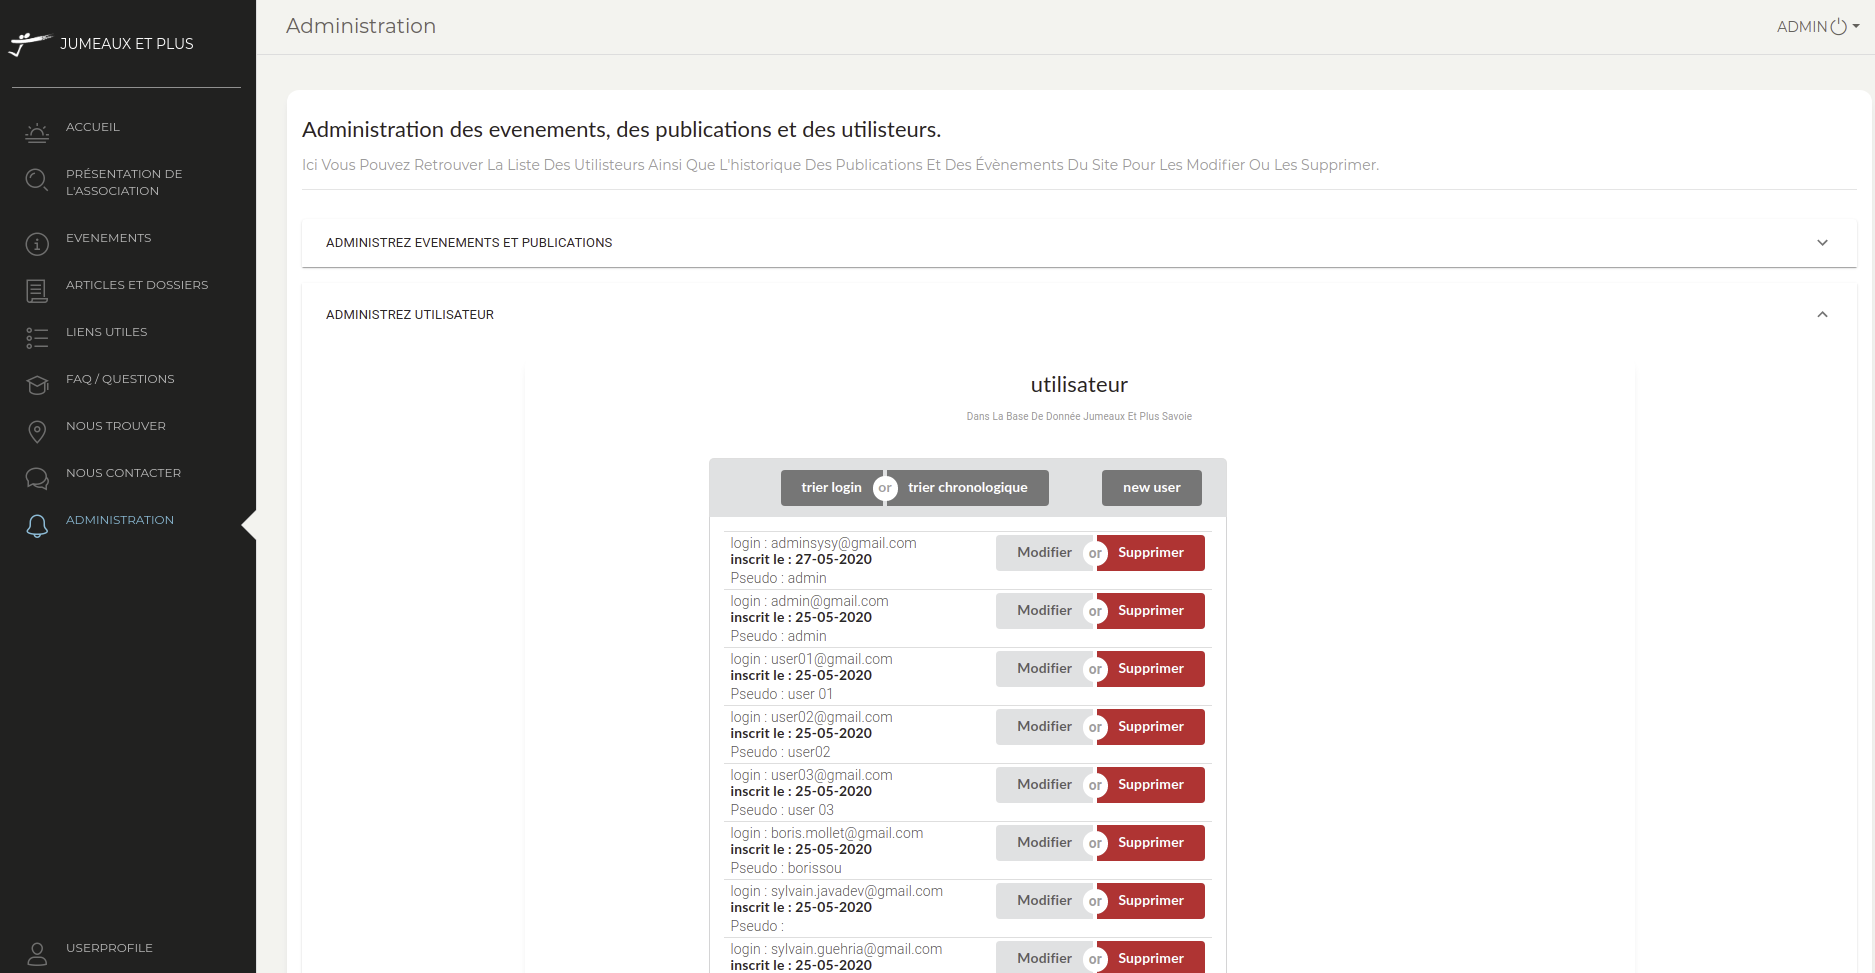 JUMEAUX ET PLUS
ACCUEIL
PRÉSENTATION DE
L'ASSOCIATION
EVENEMENTS
ARTICLES ET DOSSIERS
LIENS UTILES
FAQ / QUESTIONS
NOUS TROUVER
NOUS CONTACTER
ADMINISTRATION
USERPROFILE
Administration
ADMIN
Administration des evenements, des publications et des utilisteurs.
Ici Vous Pouvez Retrouver La Liste Des Utilisteurs Ainsi Que L'historique Des Publications Et Des Évènements Du Site Pour Les Modifier Ou Les Supprimer.
ADMINISTREZ EVENEMENTS ET PUBLICATIONS
ADMINISTREZ UTILISATEUR
utilisateur
Dans La Base De Donnée Jumeaux Et Plus Savoie
trier login or trier chronologique new user
login : adminsysy@gmail.com
inscrit le : 27-05-2020
Pseudo : admin
Modifier or Supprimer
login : admin@gmail.com
inscrit le : 25-05-2020
Pseudo : admin
Modifier or Supprimer
login : user01@gmail.com
inscrit le : 25-05-2020
Pseudo : user 01
Modifier or Supprimer
login : user02@gmail.com
inscrit le : 25-05-2020
Pseudo : user02
Modifier or Supprimer
login : user03@gmail.com
inscrit le : 25-05-2020
Pseudo : user 03
Modifier or Supprimer
login : boris.mollet@gmail.com
inscrit le : 25-05-2020
Pseudo : borissou
Modifier or Supprimer
login : sylvain.javadev@gmail.com
inscrit le : 25-05-2020
Pseudo :
Modifier or Supprimer
login : sylvain.guehria@gmail.com
inscrit le : 25-05-2020
Modifier or Supprimer